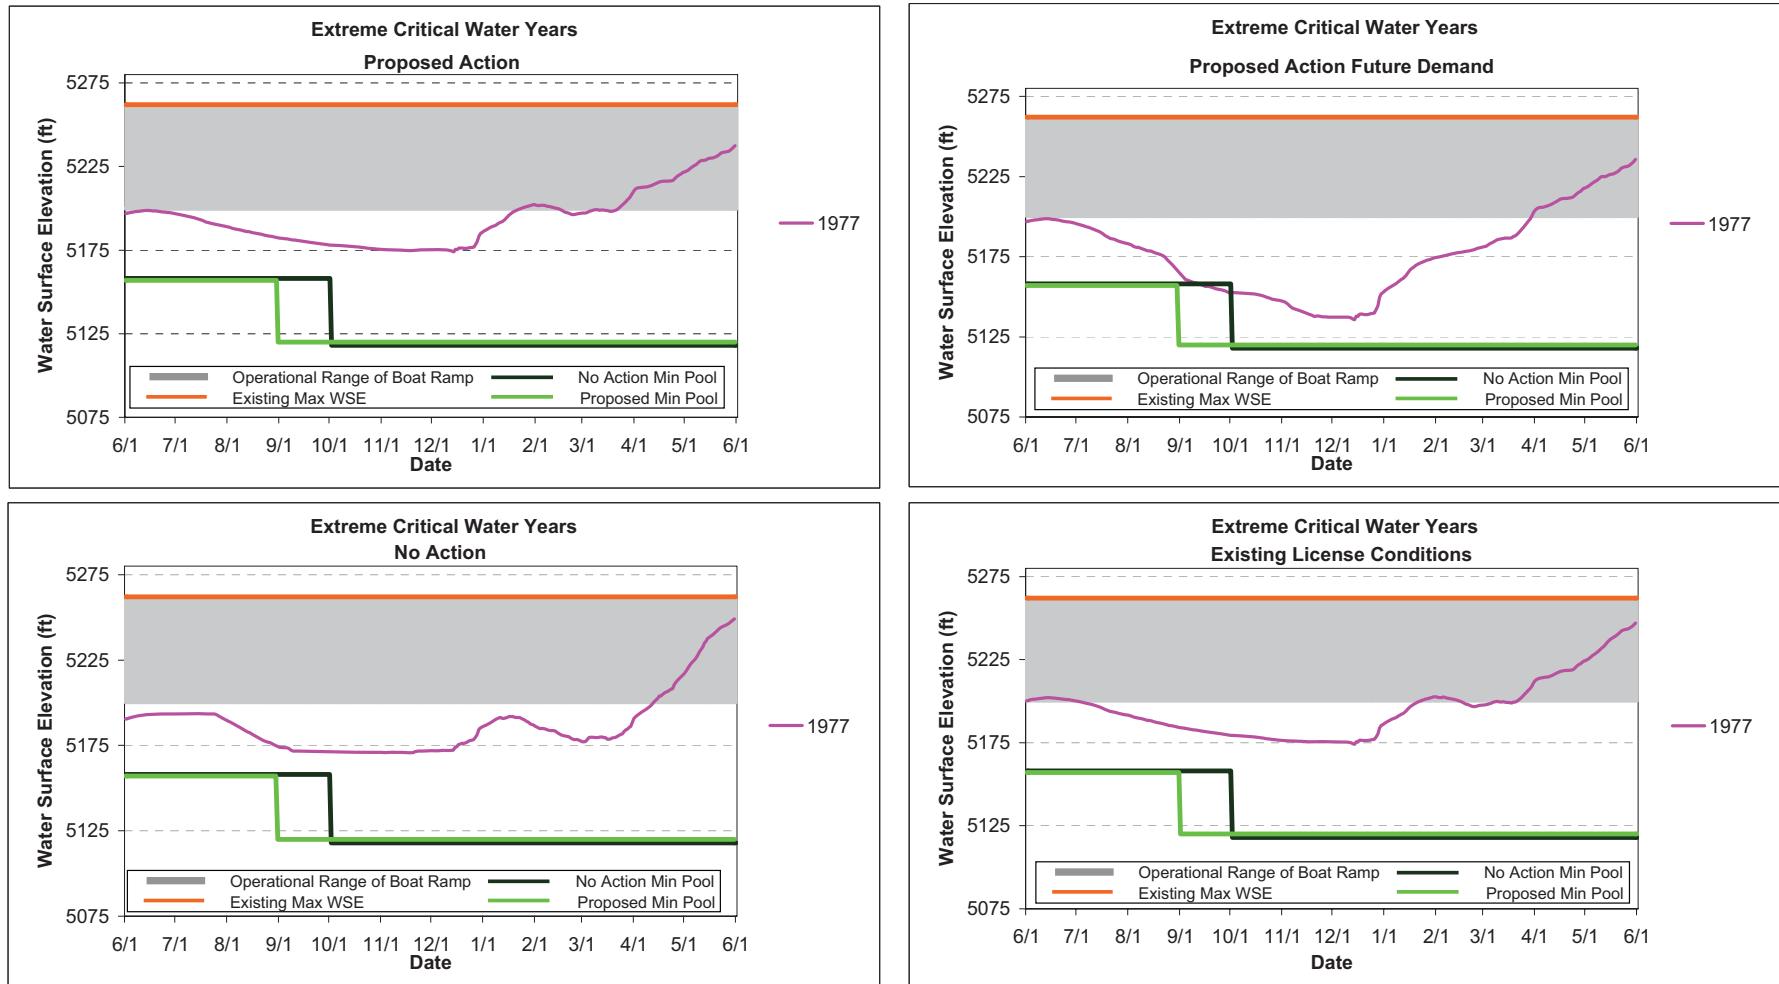 Extreme Critical Water Years
Proposed Action
Water Surface Elevation (ft)
5275
5225
5175
5125
5075
1977
Operational Range of Boat Ramp
No Action Min Pool
Existing Max WSE
Proposed Min Pool
6/1 7/1 8/1 9/1 10/1 11/1 12/1 1/1 2/1 3/1 4/1 5/1 6/1
Date
Extreme Critical Water Years
Proposed Action Future Demand
Water Surface Elevation (ft)
5275
5225
5175
5125
5075
1977
Operational Range of Boat Ramp
No Action Min Pool
Existing Max WSE
Proposed Min Pool
6/1 7/1 8/1 9/1 10/1 11/1 12/1 1/1 2/1 3/1 4/1 5/1 6/1
Date
Extreme Critical Water Years
No Action
Water Surface Elevation (ft)
5275
5225
5175
5125
5075
1977
Operational Range of Boat Ramp
No Action Min Pool
Existing Max WSE
Proposed Min Pool
6/1 7/1 8/1 9/1 10/1 11/1 12/1 1/1 2/1 3/1 4/1 5/1 6/1
Date
Extreme Critical Water Years
Existing License Conditions
Water Surface Elevation (ft)
5275
5225
5175
5125
5075
1977
Operational Range of Boat Ramp
No Action Min Pool
Existing Max WSE
Proposed Min Pool
6/1 7/1 8/1 9/1 10/1 11/1 12/1 1/1 2/1 3/1 4/1 5/1 6/1
Date